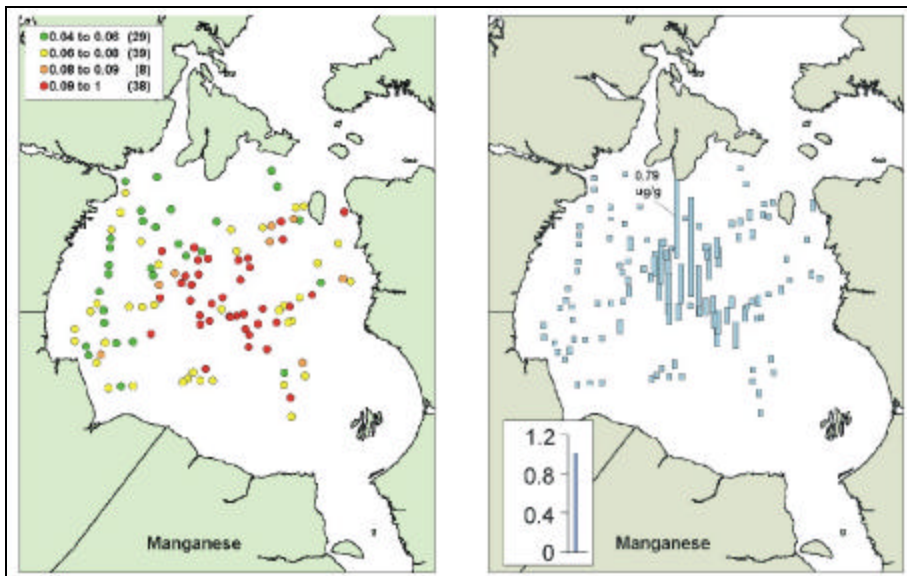 0.04 to 0.06 (29)
0.06 to 0.08 (39)
0.08 to 0.09 (8)
0.09 to 1 (38)
Manganese
0.79
ug/g
1.2
0.8
0.4
0
Manganese